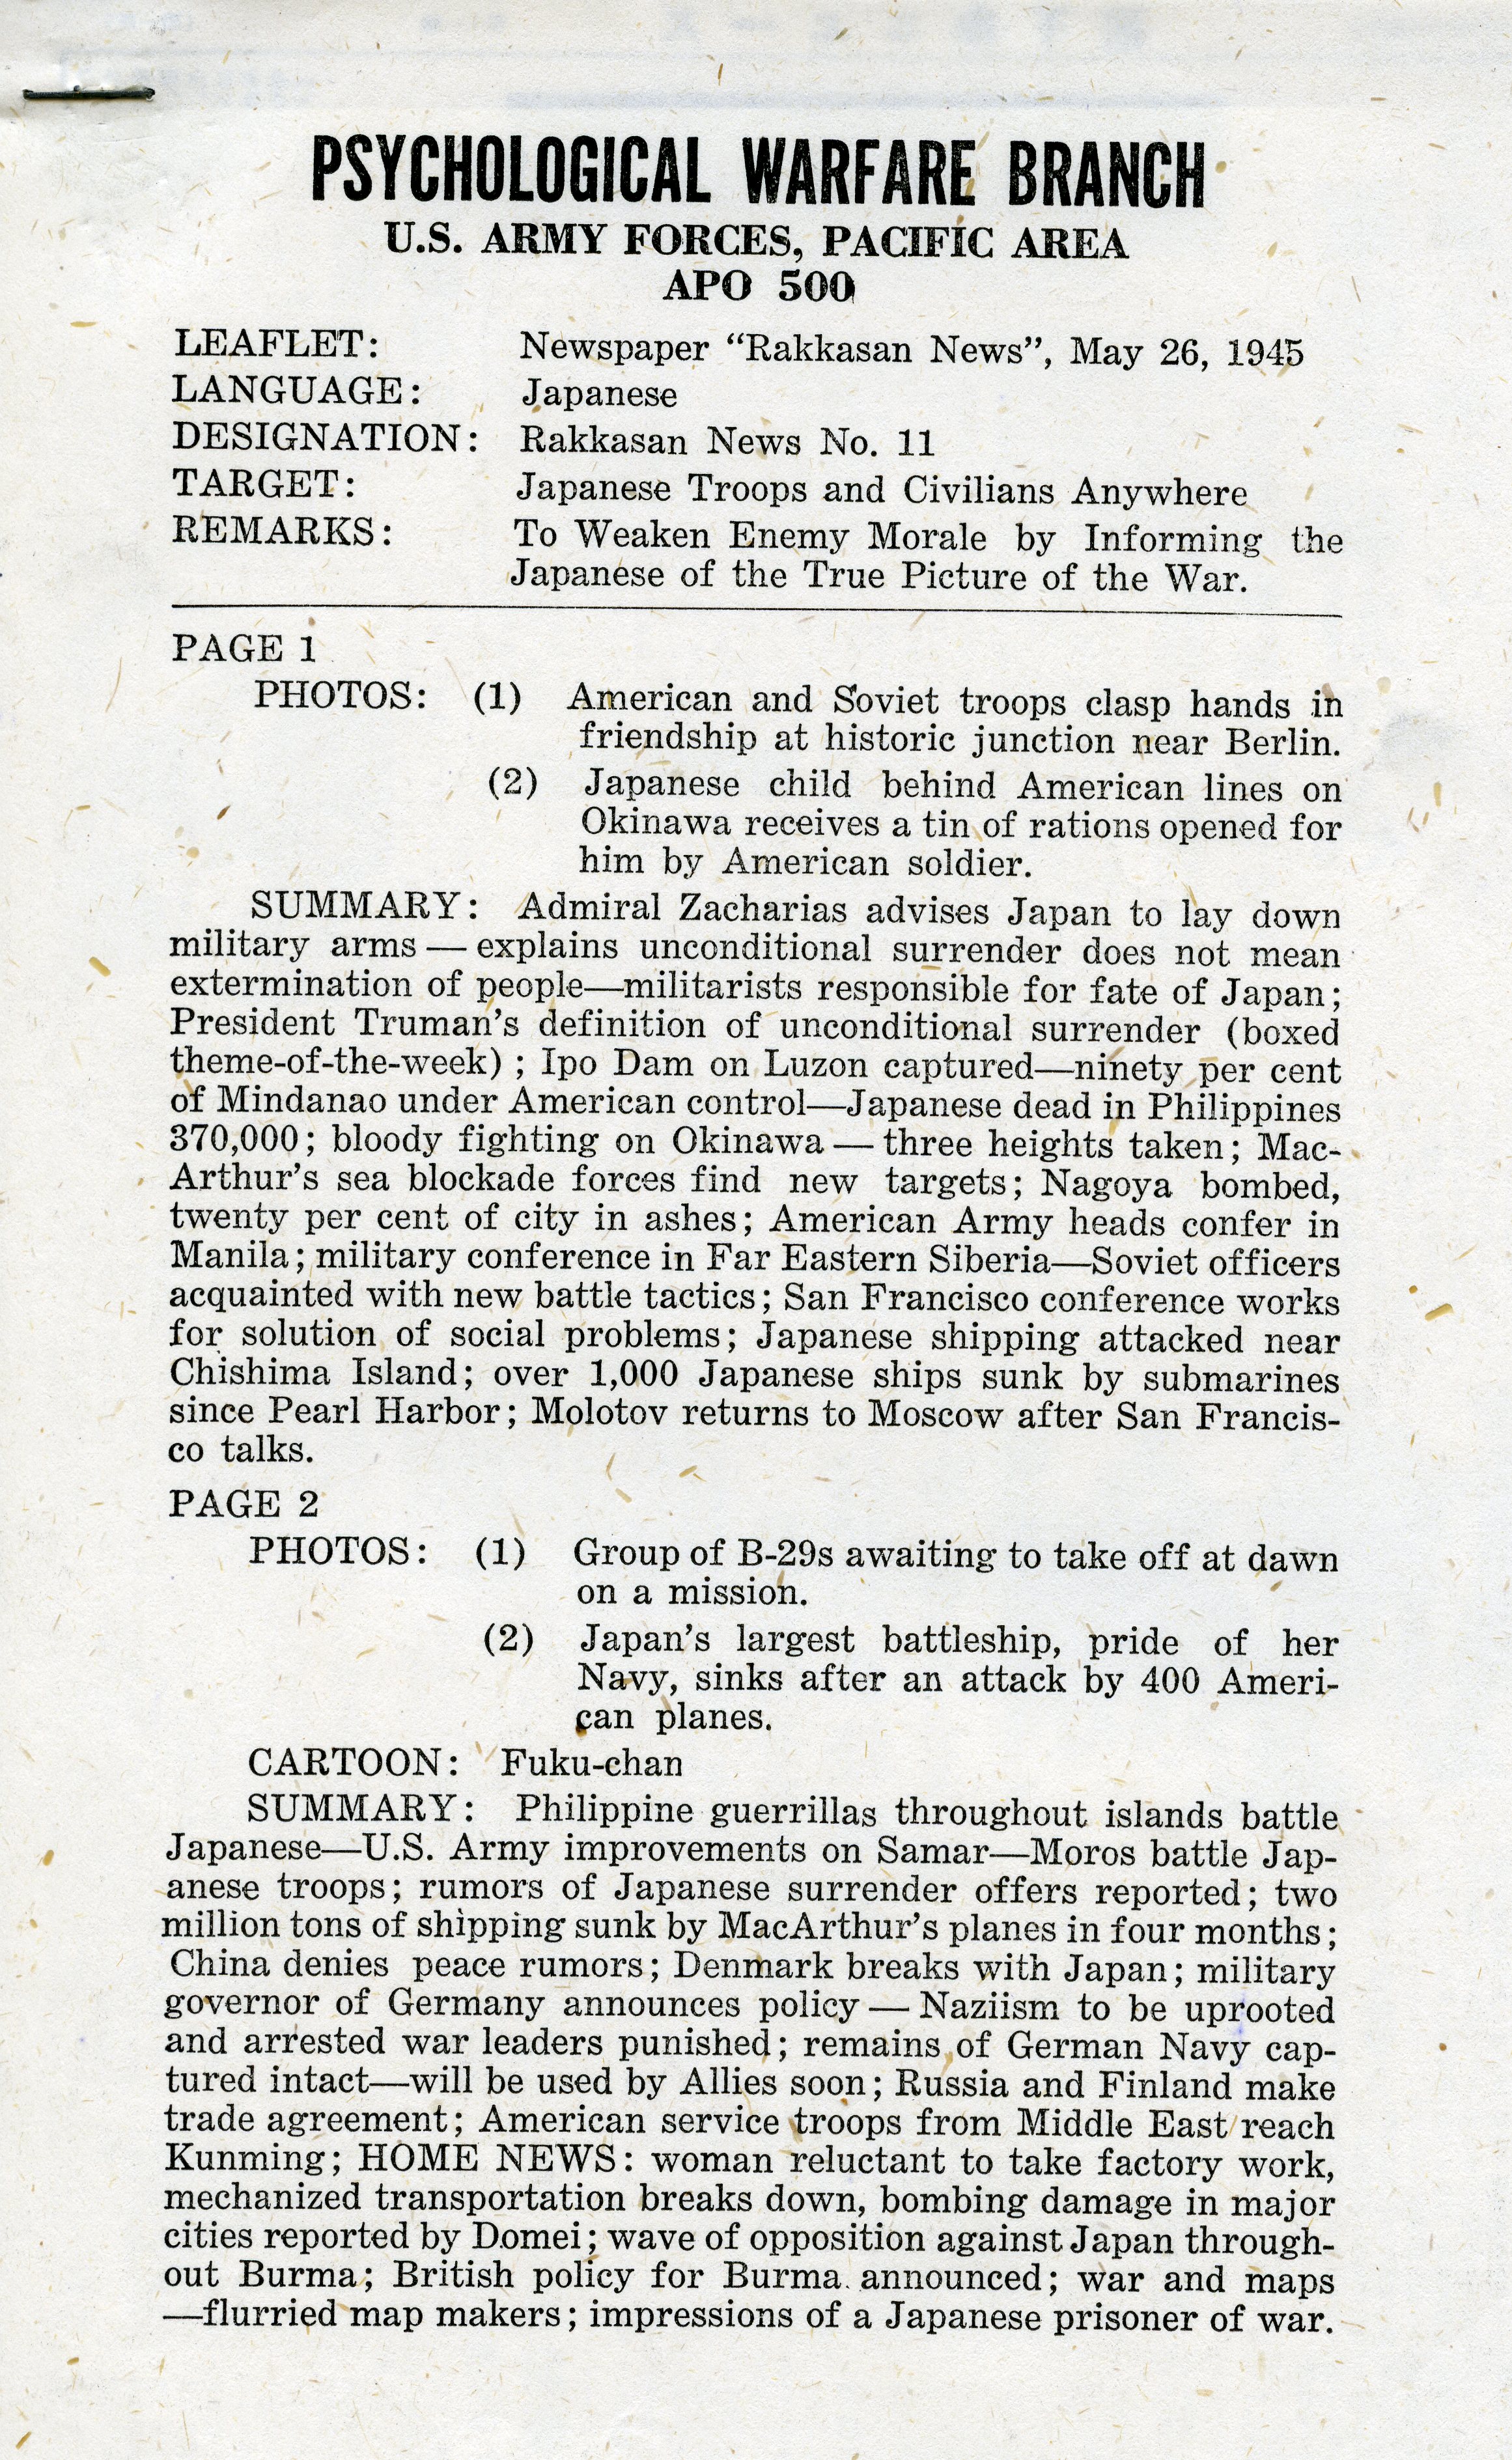 PSYCHOLOGICAL WARFARE BRANCH
U.S. ARMY FORCES, PACIFIC AREA
APO 500
LEAFLET: Newspaper “Rakkasan News”, May 26, 1945
LANGUAGE: Japanese
DESIGNATION: Rakkasan News No. 11
TARGET: Japanese Troops and Civilians Anywhere
REMARKS: To Weaken Enemy Morale by Informing the
Japanese of the True Picture of the War.
PAGE 1
PHOTOS: (1) American and Soviet troops clasp hands in
friendship at historic junction near Berlin.
(2) Japanese child behind American lines on
Okinawa receives a tin of rations opened for
him by American soldier.
SUMMARY: Admiral Zacharias advises Japan to lay down
military arms — explains unconditional surrender does not mean
extermination of people—militarists responsible for fate of Japan;
President Truman’s definition of unconditional surrender (boxed
theme-of-the-week) ; Ipo Dam on Luzon captured—ninety per cent
of Mindanao under American control—Japanese dead in Philippines
370,000; bloody fighting on Okinawa — three heights taken; Mac-
Arthur’s sea blockade forces find new targets; Nagoya bombed,
twenty per cent of city in ashes; American Army heads confer in
Manila; military conference in Far Eastern Siberia—Soviet officers
acquainted with new battle tactics; San Francisco conference works
for solution of social problems; Japanese shipping attacked near
Chishima Island; over 1,000 Japanese ships sunk by submarines
since Pearl Harbor; Molotov returns to Moscow after San Francis-
co talks.
PAGE 2
PHOTOS: (1) Group of B-29s awaiting to take off at dawn
on a mission.
(2) Japan’s largest battleship, pride of her
Navy, sinks after an attack by 400 Ameri-
can planes.
CARTOON: Fuku-chan
SUMMARY: Philippine guerrillas throughout islands battle
Japanese—U.S. Army improvements on Samar—Moros battle Jap-
anese troops; rumors of Japanese surrender offers reported; two
million tons of shipping sunk by MacArthur’s planes in four months;
China denies peace rumors; Denmark breaks with Japan; military
governor of Germany announces policy — Naziism to be uprooted
and arrested war leaders punished; remains of German Navy cap-
tured intact—will be used by Allies soon; Russia and Finland make
trade agreement; American service troops from Middle East reach
Kunming; HOME NEWS: woman reluctant to take factory work,
mechanized transportation breaks down, bombing damage in major
cities reported by Domei; wave of opposition against Japan through-
out Burma; British policy for Burma announced; war and maps
—flurried map makers; impressions of a Japanese prisoner of war.